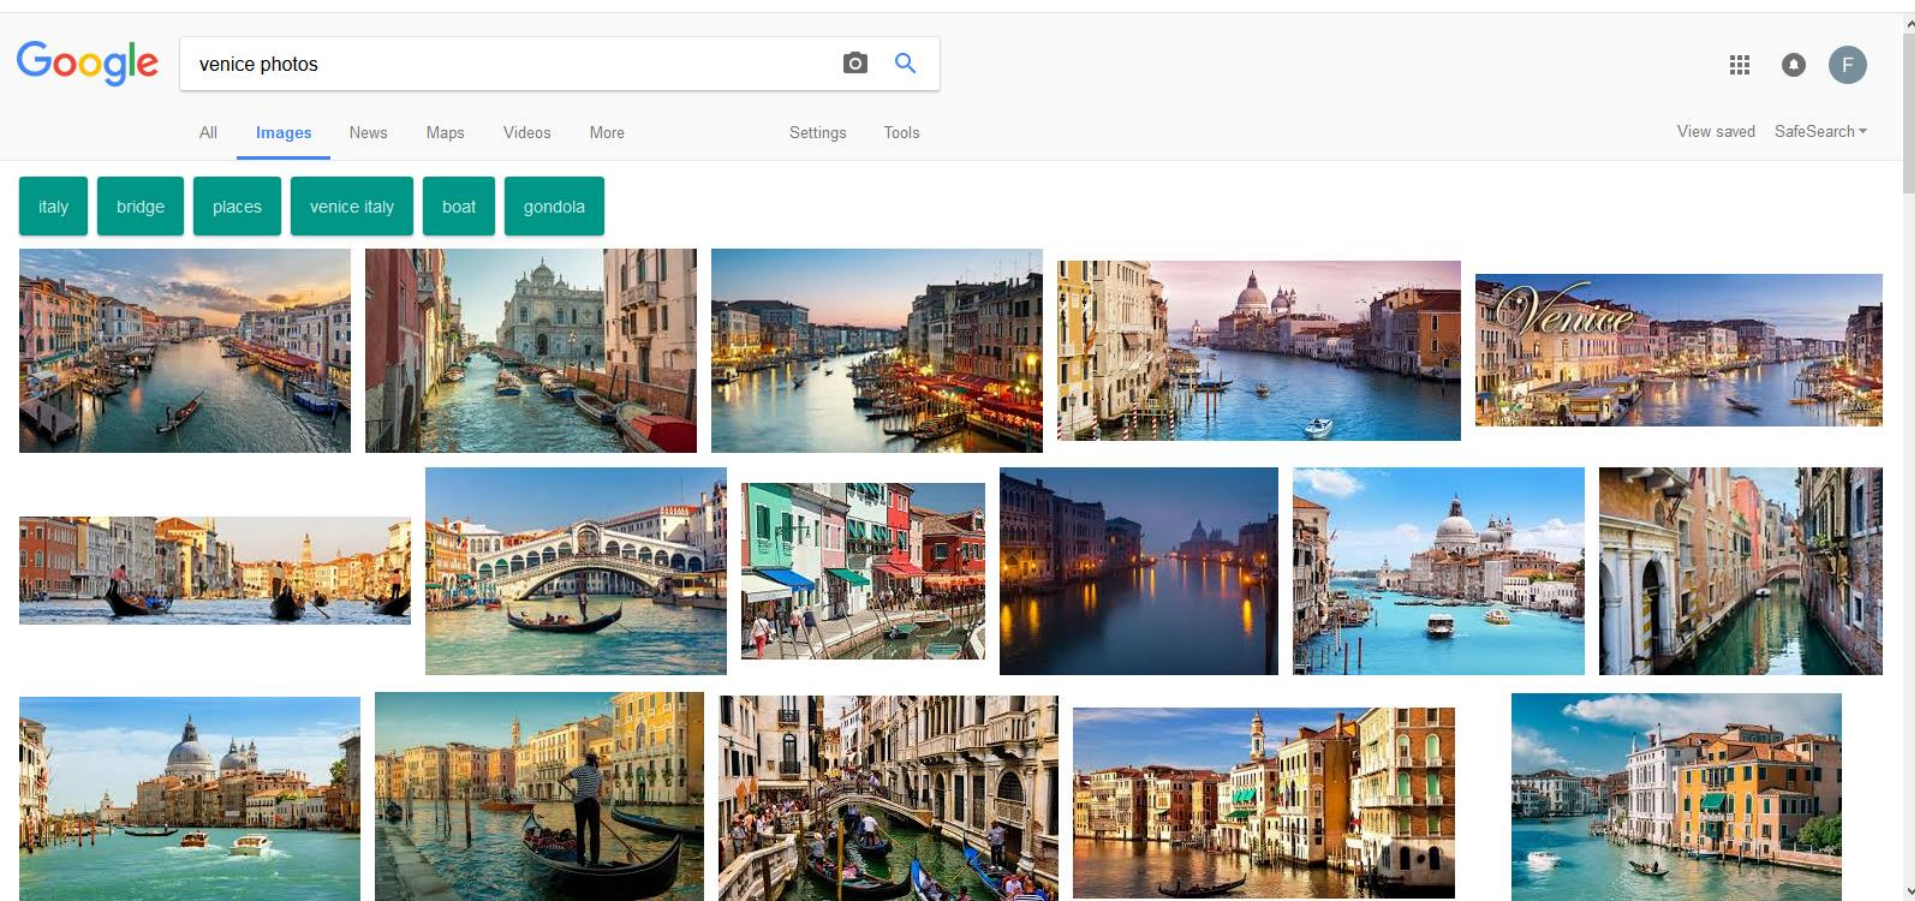 Google
venice photos
F
All Images News Maps Videos More Settings Tools
View saved SafeSearch
italy bridge places venice italy boat gondola
Venice